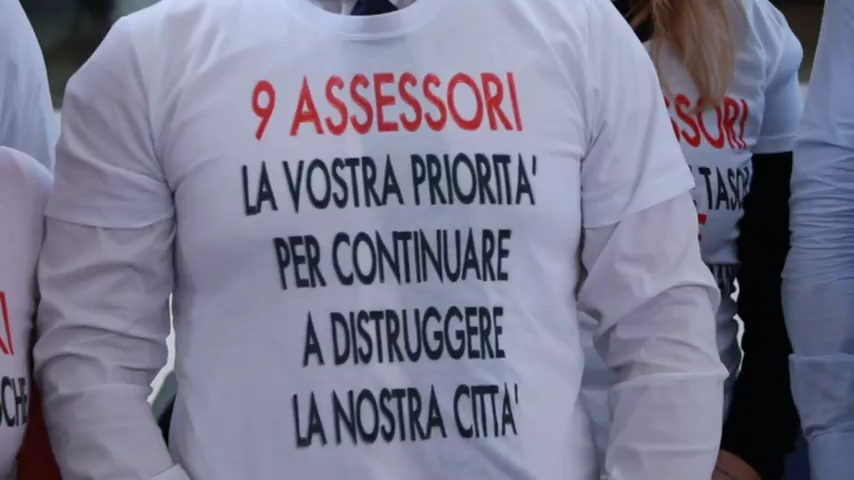 9 ASSESSORI
LA VOSTRA PRIORITA'
PER CONTINUARE
A DISTRUGGERE
LA NOSTRA CITTA'